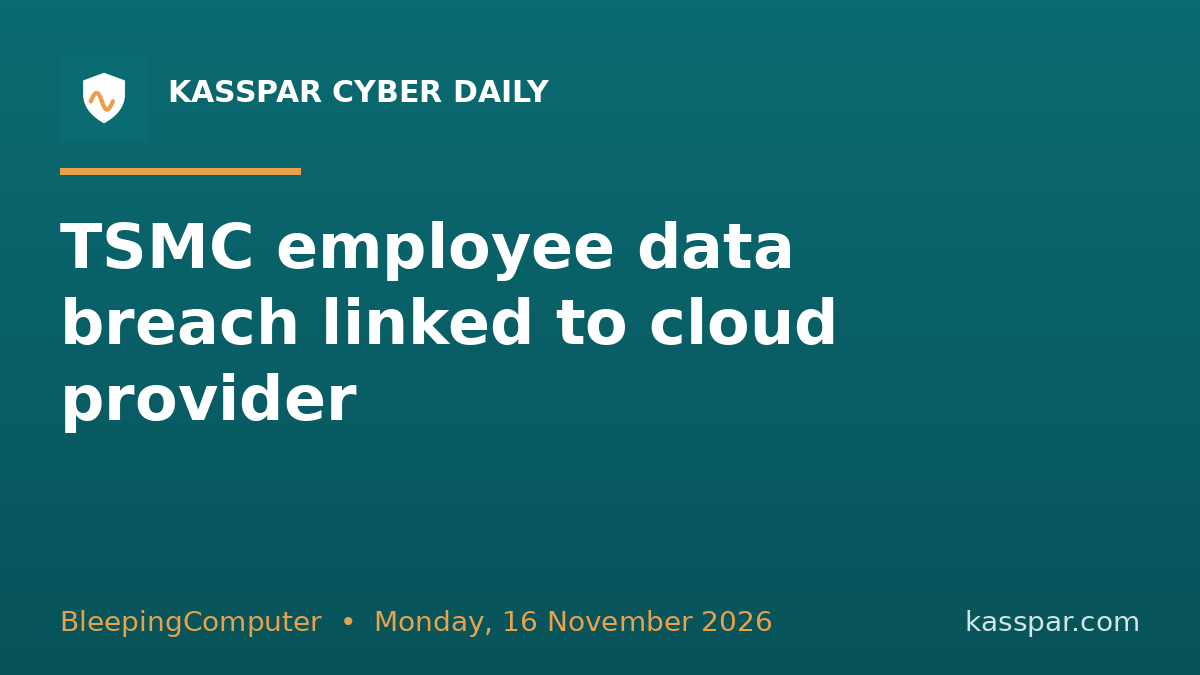 KASSPAR CYBER DAILY
TSMC employee data
breach linked to cloud
provider
BleepingComputer • Monday, 16 November 2026
kasspar.com